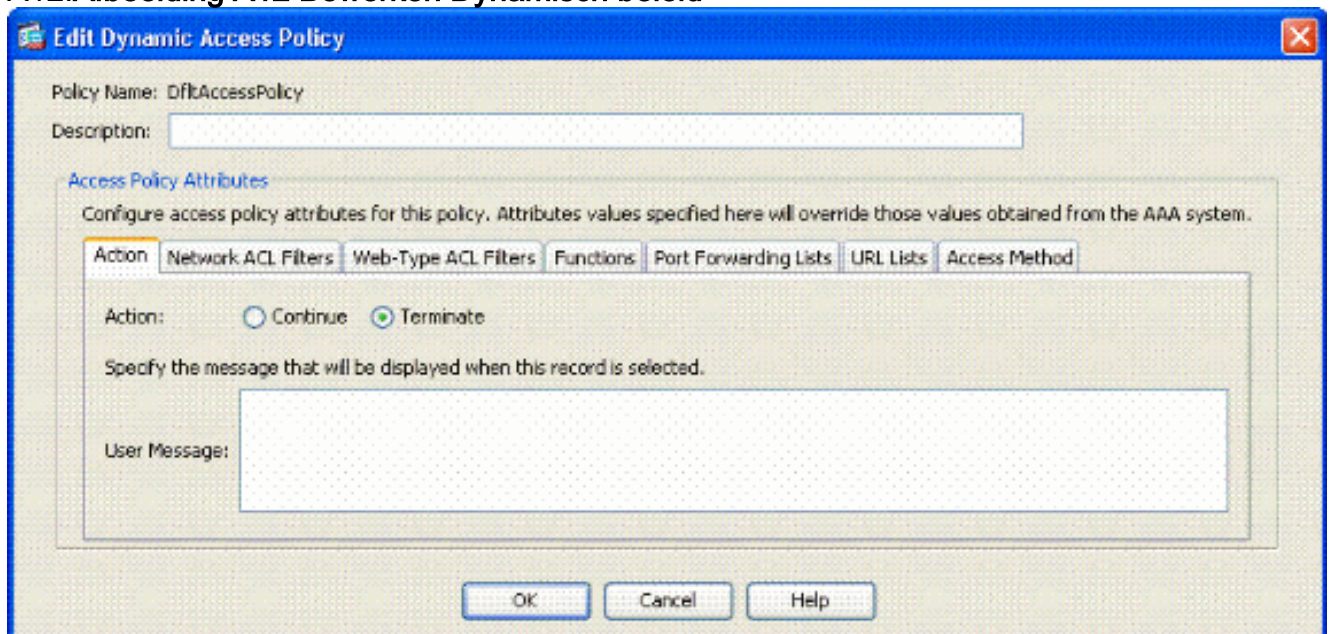 Edit Dynamic Access Policy
Policy Name: DfltAccessPolicy
Description:
Access Policy Attributes
Configure access policy attributes for this policy. Attributes values specified here will override those values obtained from the AAA system.
Action Network ACL Filters Web-Type ACL Filters Functions Port Forwarding Lists URL Lists Access Method
Action: Continue Terminate
Specify the message that will be displayed when this record is selected.
User Message:
OK Cancel Help